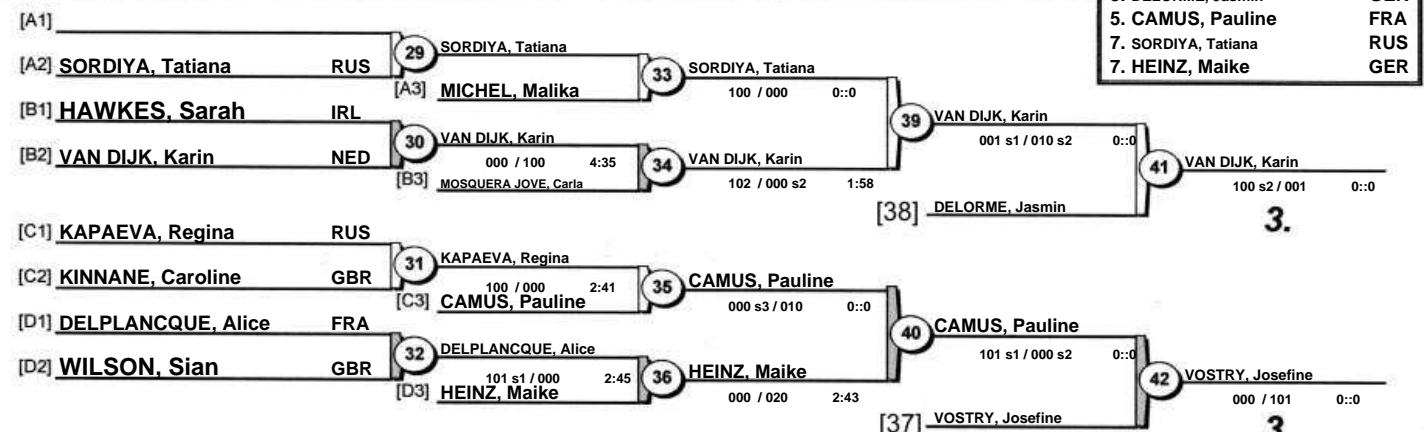 5. CAMUS, Pauline FRA
7. SORDIYA, Tatiana RUS
7. HEINZ, Maike GER
[A1]
29 SORDIYA, Tatiana
[A2] SORDIYA, Tatiana RUS
33 SORDIYA, Tatiana
[A3] MICHEL, Malika
100 / 000 0::0
[B1] HAWKES, Sarah IRL
39 VAN DIJK, Karin
30 VAN DIJK, Karin
001 s1 / 010 s2 0::0
[B2] VAN DIJK, Karin NED
000 / 100 4:35
34 VAN DIJK, Karin
41 VAN DIJK, Karin
[B3] MOSQUERA JOVE, Carla
102 / 000 s2 1:58
100 s2 / 001 0::0
[38] DELORME, Jasmin
3.
[C1] KAPAEVA, Regina RUS
31 KAPAEVA, Regina
[C2] KINNANE, Caroline GBR
100 / 000 2:41
35 CAMUS, Pauline
[C3] CAMUS, Pauline
000 s3 / 010 0::0
[D1] DELPLANCQUE, Alice FRA
40 CAMUS, Pauline
32 DELPLANCQUE, Alice
101 s1 / 000 s2 0::0
[D2] WILSON, Sian GBR
101 s1 / 000 2:45
36 HEINZ, Maike
42 VOSTRY, Josefine
[D3] HEINZ, Maike
000 / 020 2:43
000 / 101 0::0
[37] VOSTRY, Josefine
3.